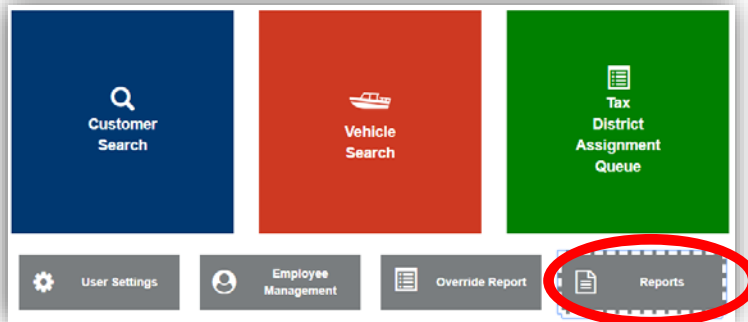 Customer
Search
Vehicle
Search
Tax
District
Assignment
Queue
User Settings
Employee
Management
Override Report
Reports